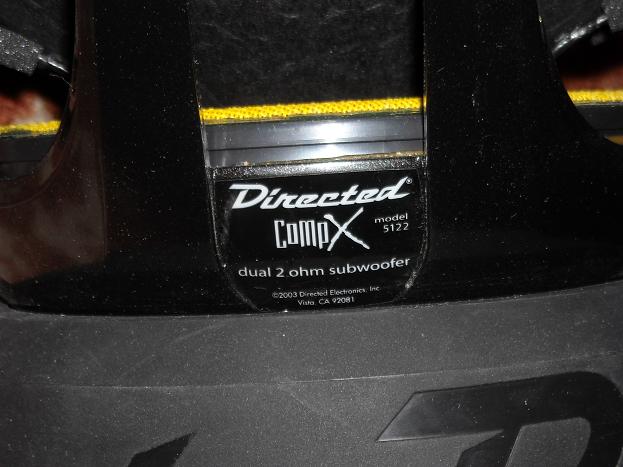 Directed®
CompX
model
5122
dual 2 ohm subwoofer
©2003 Directed Electronics, Inc.
Vista, CA 92081